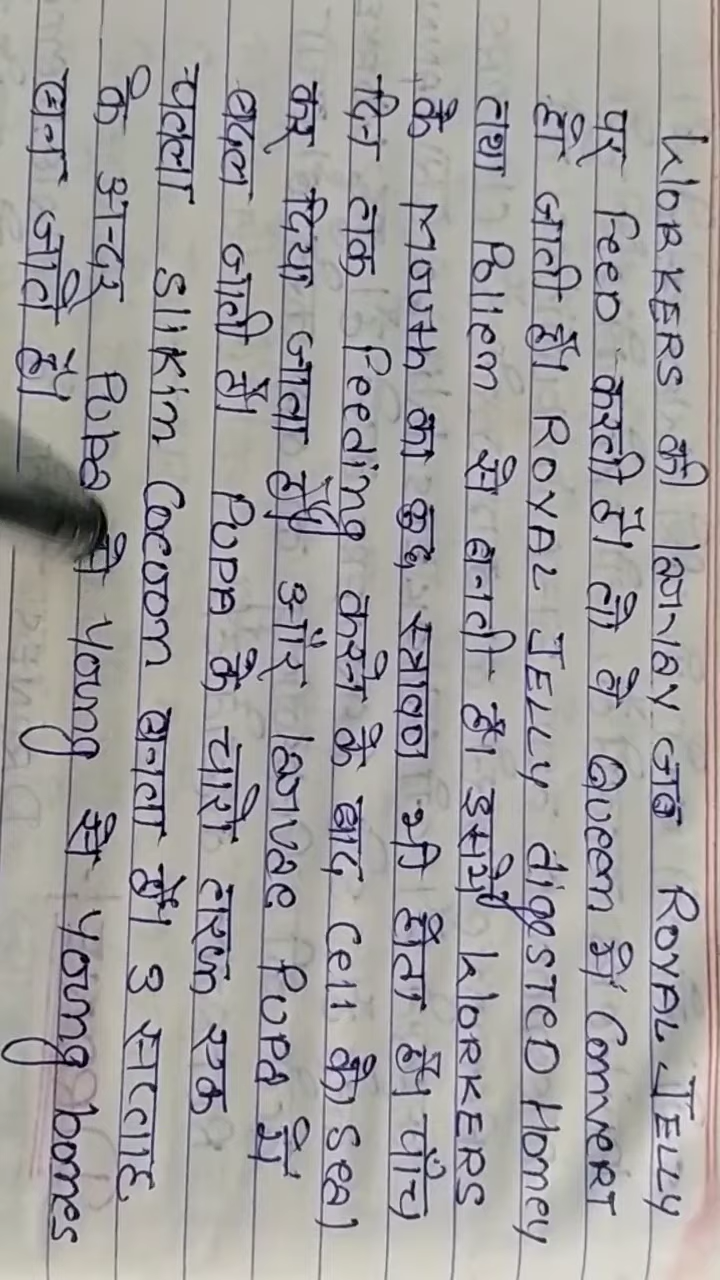 WORKERS की larvay जब ROYAL JELLY
पर feed करती हैं। तो वे Queen में Convert
हो जाती हैं। ROYAL JELLY digested Honey
तथा Pollen से बनती है। इसमें WORKERS
के Mouth का कुछ स्त्रावण भी होता है। पाँच
दिन तक feeding करने के बाद Cell को Seal
कर दिया जाता है। और larvae Pupa में
बदल जाती है। Pupa के चारो तरफ एक
पतला Slikin Cocoon बनता है। 3 सप्ताह
के अन्दर Puba young से young bones
बन जाते हैं।